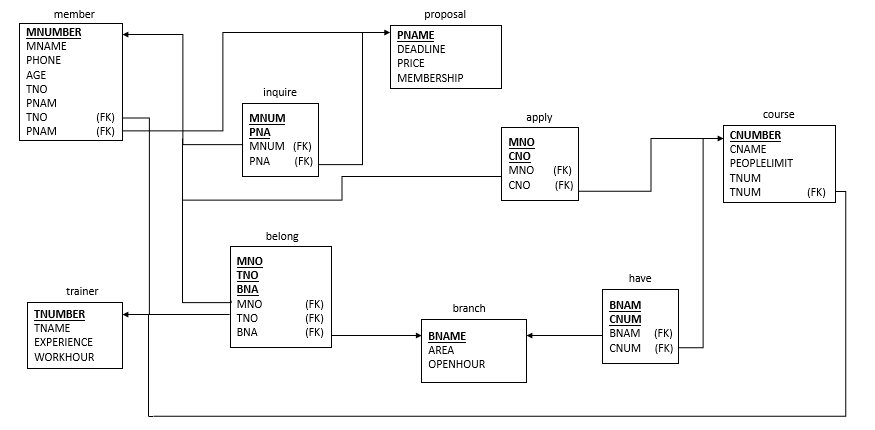 member
MNUMBER
MNAME
PHONE
AGE
TNO
PNAM
TNO (FK)
PNAM (FK)
proposal
PNAME
DEADLINE
PRICE
MEMBERSHIP
inquire
MNUM
PNA
MNUM (FK)
PNA (FK)
apply
MNO
CNO
MNO (FK)
CNO (FK)
course
CNUMBER
CNAME
PEOPLELIMIT
TNUM
TNUM (FK)
belong
MNO
TNO
BNA
MNO (FK)
TNO (FK)
BNA (FK)
trainer
TNUMBER
TNAME
EXPERIENCE
WORKHOUR
branch
BNAME
AREA
OPENHOUR
have
BNAM
CNUM
BNAM (FK)
CNUM (FK)